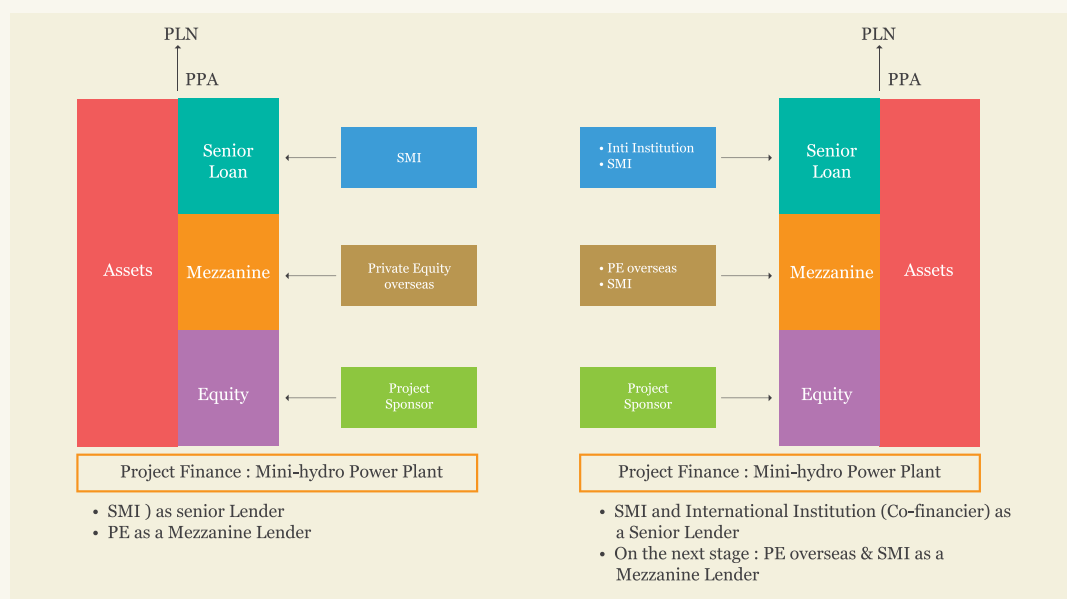 PLN
PPA
Assets
Senior
Loan
Mezzanine
Equity
SMI
Private Equity
overseas
Project
Sponsor
Project Finance : Mini-hydro Power Plant
• SMI ) as senior Lender
• PE as a Mezzanine Lender
PLN
PPA
• Inti Institution
• SMI
• PE overseas
• SMI
Project
Sponsor
Senior
Loan
Mezzanine
Equity
Assets
Project Finance : Mini-hydro Power Plant
• SMI and International Institution (Co-financier) as
a Senior Lender
• On the next stage : PE overseas & SMI as a
Mezzanine Lender